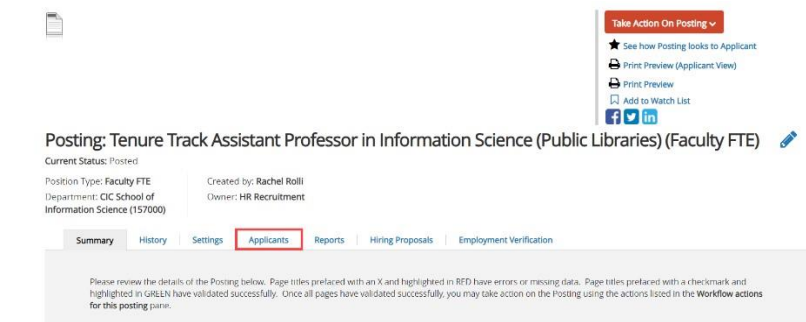 Take Action On Posting
See how Posting looks to Applicant
Print Preview (Applicant View)
Print Preview
Add to Watch List
Posting: Tenure Track Assistant Professor in Information Science (Public Libraries) (Faculty FTE)
Current Status: Posted
Position Type: Faculty FTE
Department: CIC School of
Information Science (157000)
Created by: Rachel Rolli
Owner: HR Recruitment
Summary History Settings Applicants Reports Hiring Proposals Employment Verification
Please review the details of the Posting below. Page titles prefaced with an X and highlighted in RED have errors or missing data. Page titles prefaced with a checkmark and
highlighted in GREEN have validated successfully. Once all pages have validated successfully, you may take action on the Posting using the actions listed in the Workflow actions
for this posting pane.